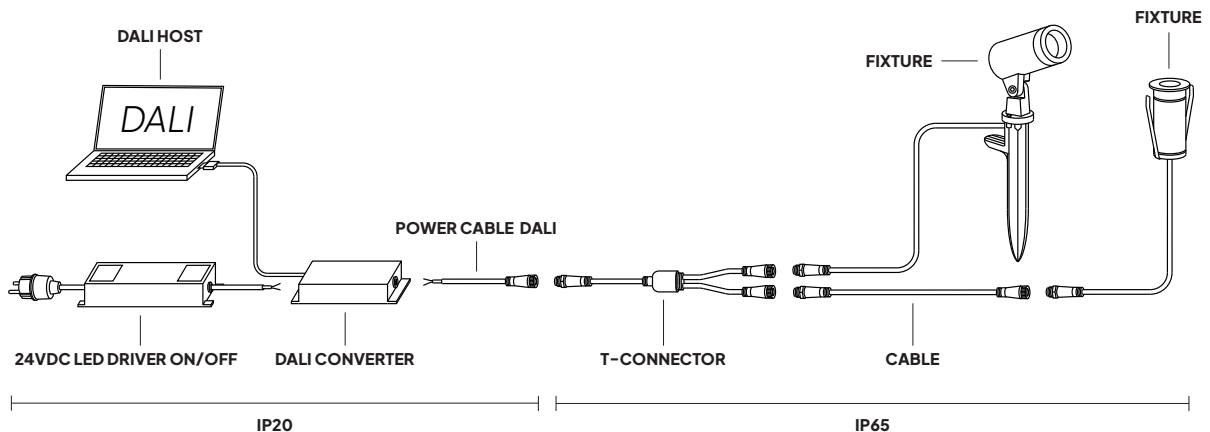 FIXTURE
DALI HOST
FIXTURE
DALI
POWER CABLE DALI
24VDC LED DRIVER ON/OFF
DALI CONVERTER
T-CONNECTOR
CABLE
IP20
IP65